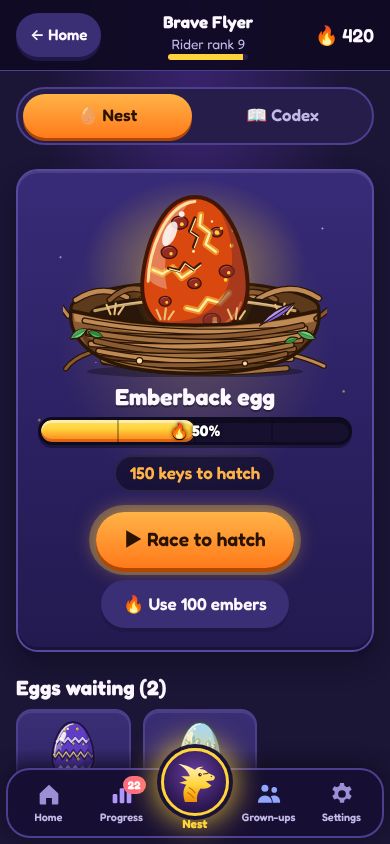 ← Home
Brave Flyer
Rider rank 9
420
Nest
Codex
Emberback egg
50%
150 keys to hatch
▶ Race to hatch
Use 100 embers
Eggs waiting (2)
22
Home
Progress
Nest
Grown-ups
Settings